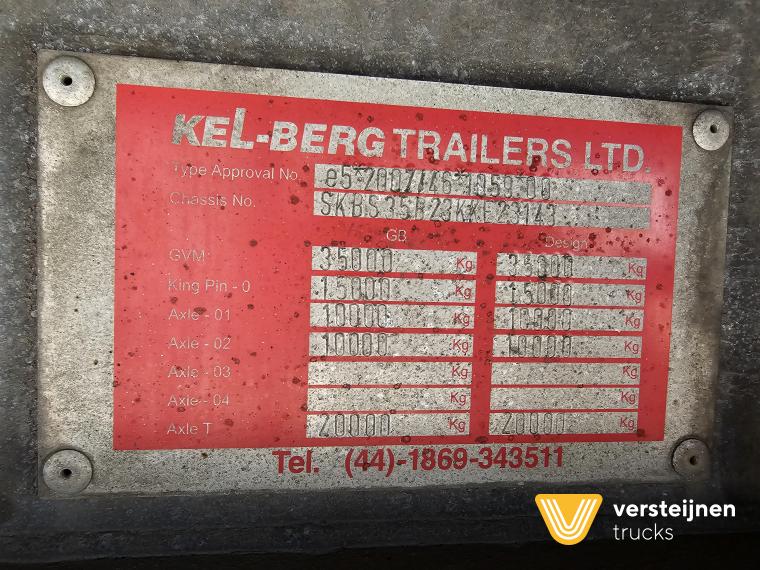 KEL-BERG TRAILERS LTD.
Type Approval No. e5*2007/46*1059*00
Chassis No.
GB Design
GVM 35000 Kg 35000 Kg
King Pin - 0 15000 Kg 15000 Kg
Axle - 01 10000 Kg 10000 Kg
Axle - 02 10000 Kg 10000 Kg
Axle - 03 Kg Kg
Axle - 04 Kg Kg
Axle T 20000 Kg 20000 Kg
Tel. (44)-1869-343511
versteijnen
trucks